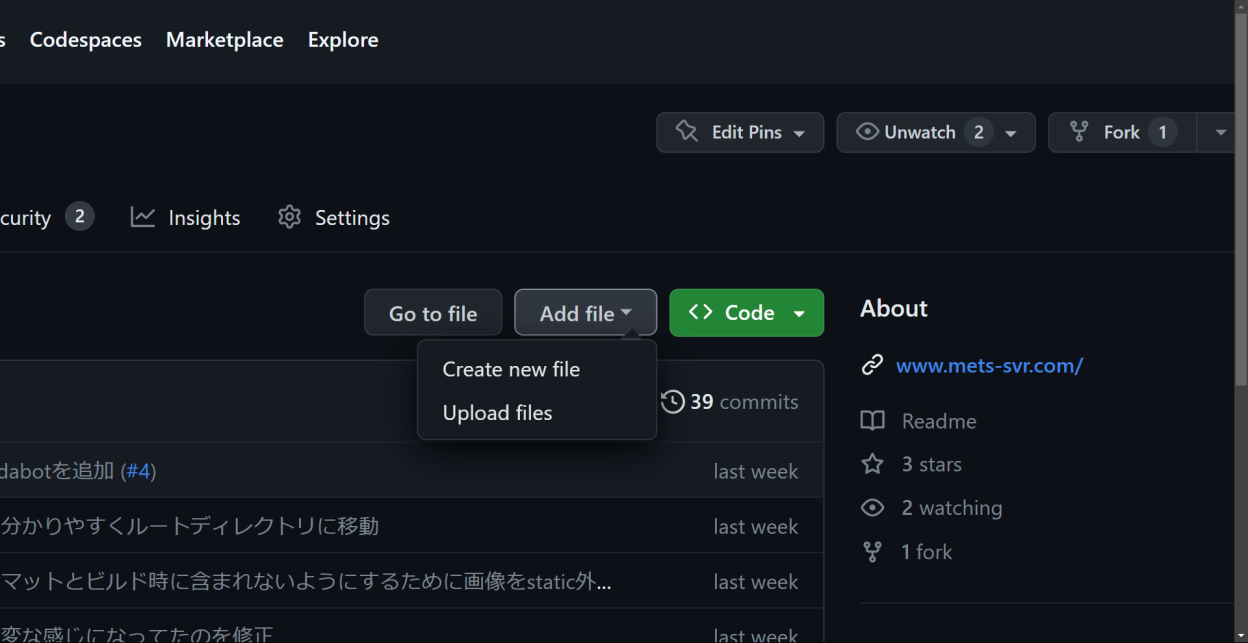 s Codespaces Marketplace Explore
Edit Pins Unwatch 2 Fork 1
curity 2 Insights Settings
Go to file Add file Code
About
Create new file
www.mets-svr.com/
Upload files
39 commits
Readme
dabotを追加 (#4) last week
3 stars
2 watching
分かりやすくルートディレクトリに移動 last week
1 fork
マットとビルド時に含まれないようにするために画像をstatic外... last week
変な感じになってたのを修正 last week